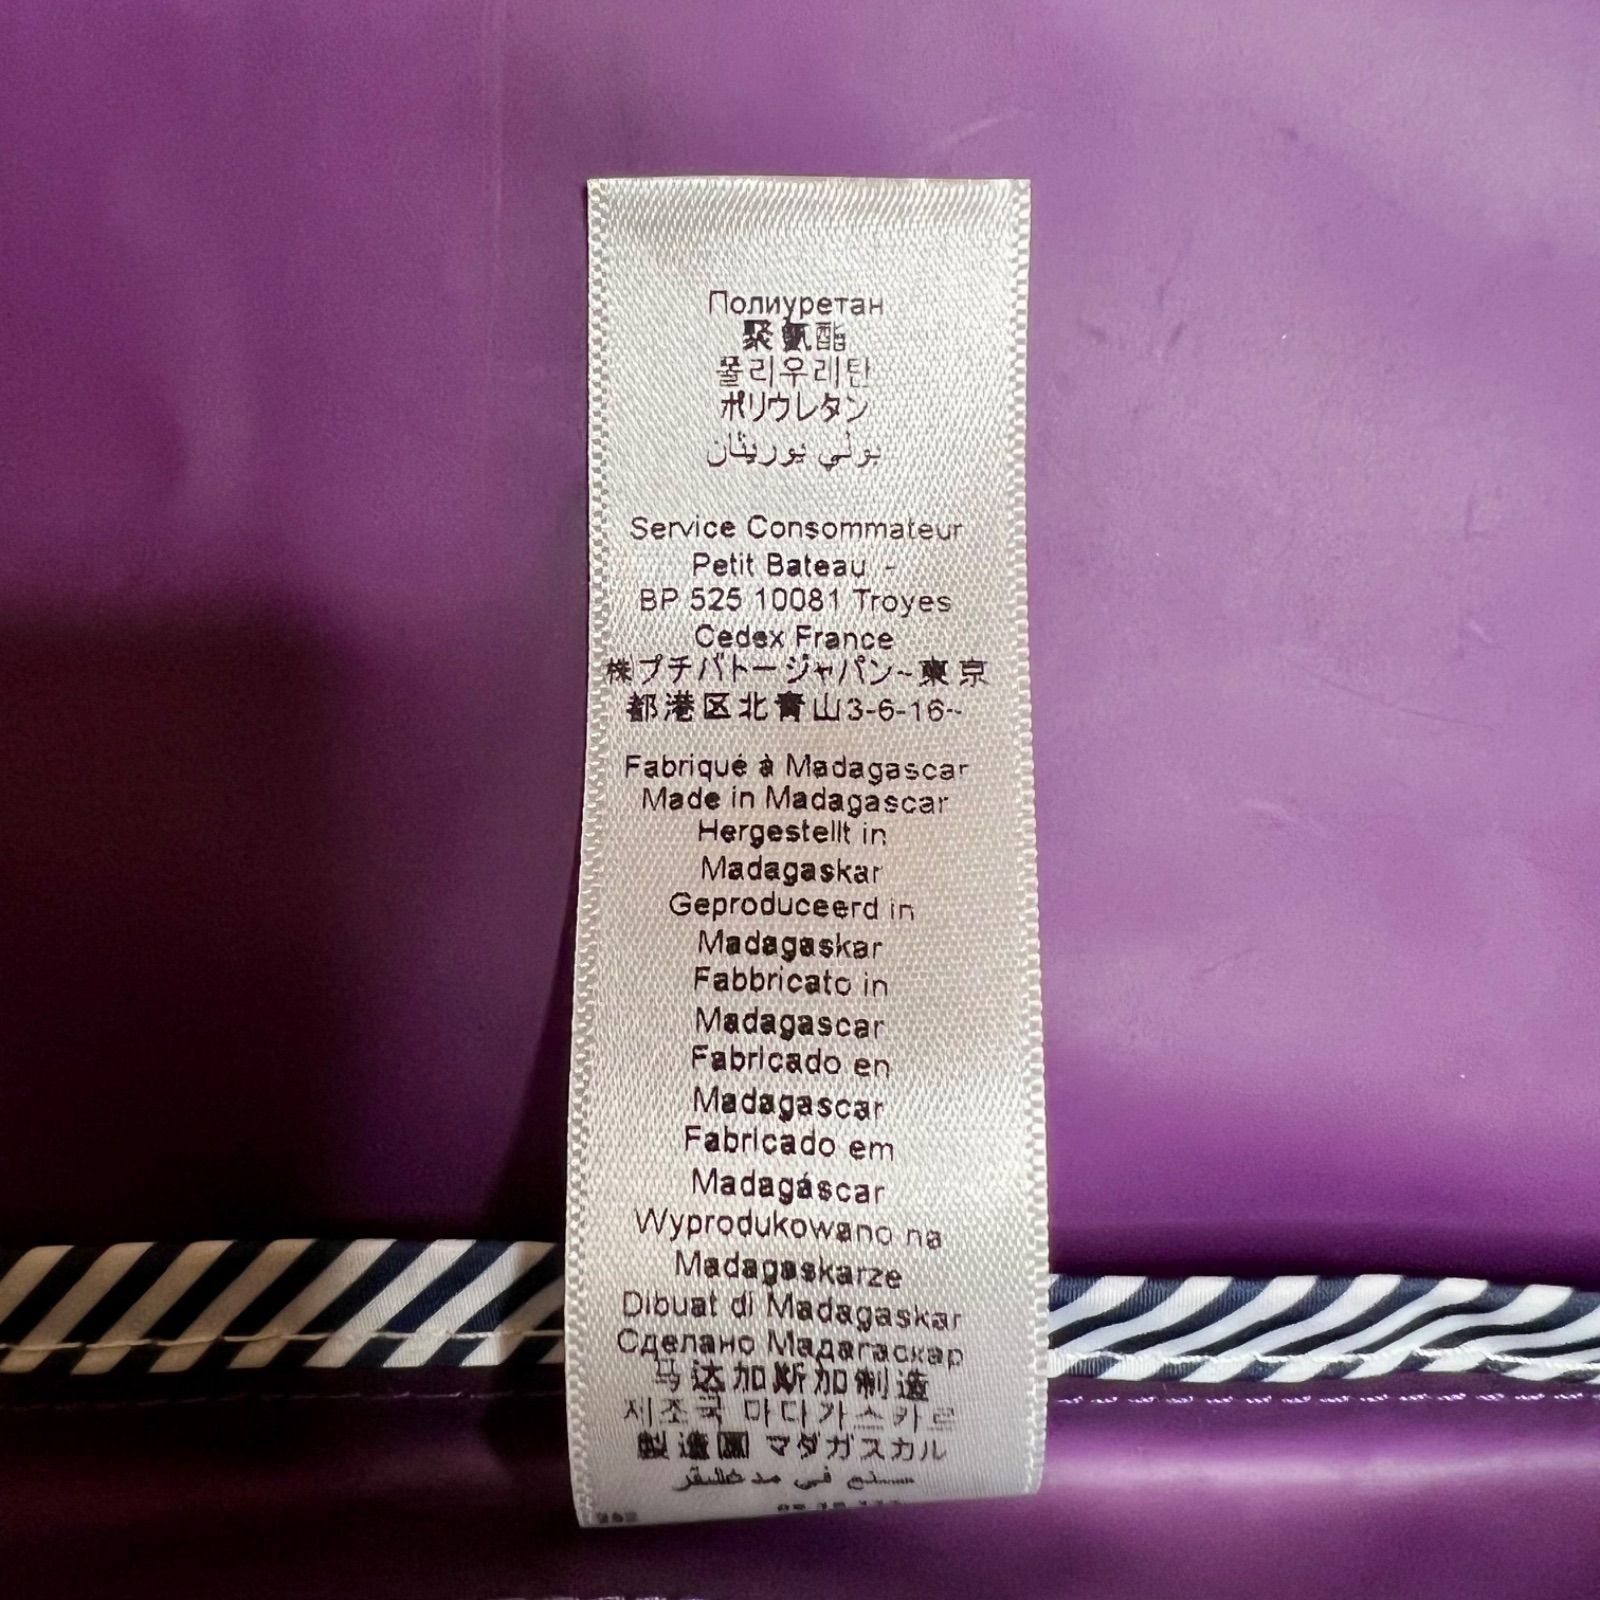 Полиуретан
聚氨酯
폴리우레탄
ポリウレタン
بولي يوريتان
Service Consommateur
Petit Bateau -
BP 525 10081 Troyes
Cedex France
㈱プチバトージャパン~東京
都港区北青山3-6-16~
Fabriqué à Madagascar
Made in Madagascar
Hergestellt in
Madagaskar
Geproduceerd in
Madagaskar
Fabbricato in
Madagascar
Fabricado en
Madagascar
Fabricado em
Madagáscar
Wyprodukowano na
Madagaskarze
Dibuat di Madagaskar
Сделано Мадагаскар
马达加斯加制造
제조국 마다가스카르
製造国 マダガスカル
في